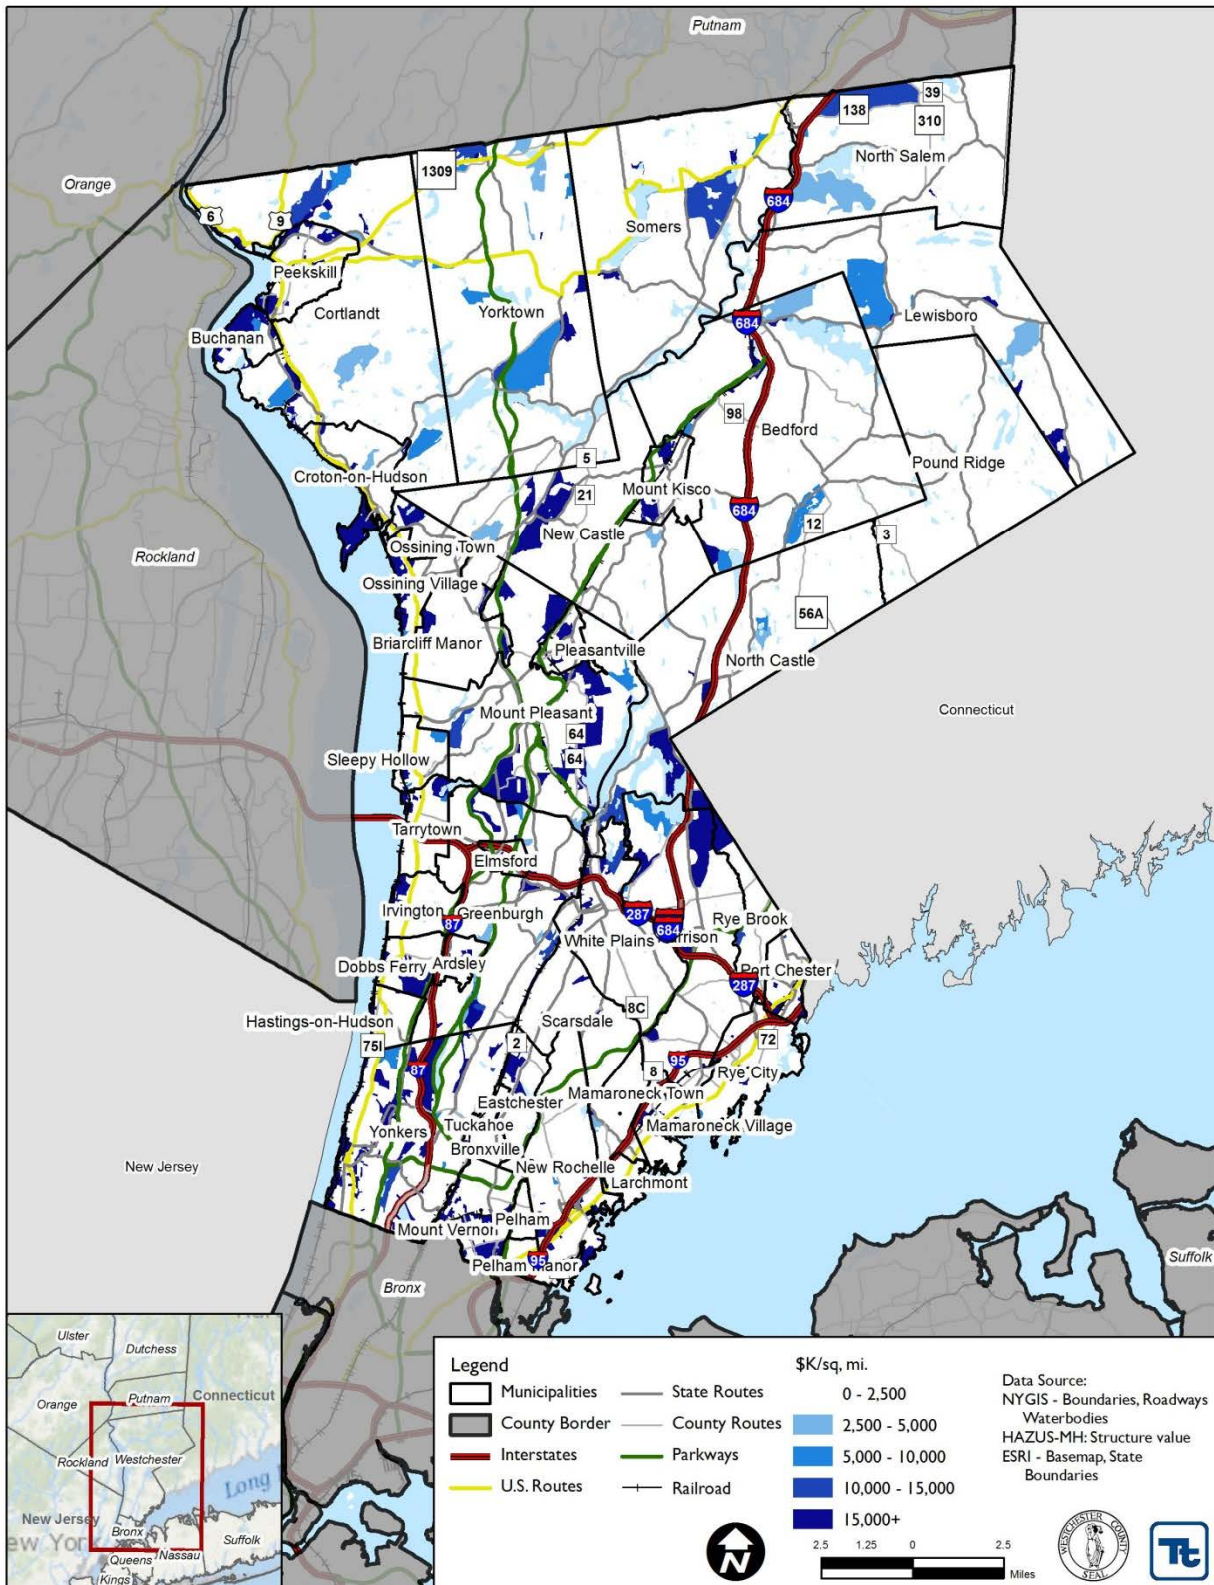 Putnam
39
138
310
1309
North Salem
Orange
6
9
684
Somers
Peekskill
Cortlandt
Yorktown
684
Lewisboro
Buchanan
98
Bedford
5
Pound Ridge
Croton-on-Hudson
21
Mount Kisco
684
12
New Castle
3
Ossining Town
Rockland
Ossining Village
56A
Briarcliff Manor
Pleasantville
North Castle
Connecticut
Mount Pleasant
64
64
Sleepy Hollow
Tarrytown
Elmsford
Irvington
Greenburgh
87
287
684
Rye Brook
White Plains
rrison
Dobbs Ferry
Ardsley
Port Chester
287
8C
Hastings-on-Hudson
Scarsdale
75I
2
72
95
87
8
Rye City
Eastchester
Mamaroneck Town
Yonkers
Tuckahoe
Mamaroneck Village
Bronxville
New Jersey
New Rochelle
Larchmont
Mount Vernon
Pelham
Suffolk
Pelham Manor
95
Bronx
Ulster
Dutchess
Putnam
Connecticut
Orange
Rockland
Westchester
Long
New Jersey
Bronx
ew York
Suffolk
Queens
Nassau
Kings
Legend
Municipalities
County Border
Interstates
U.S. Routes
State Routes
County Routes
Parkways
Railroad
$K/sq, mi.
0 - 2,500
2,500 - 5,000
5,000 - 10,000
10,000 - 15,000
15,000+
Data Source:
NYGIS - Boundaries, Roadways
Waterbodies
HAZUS-MH: Structure value
ESRI - Basemap, State
Boundaries
N
2.5 1.25 0 2.5
Miles
WESTCHESTER COUNTY
SEAL
Tt